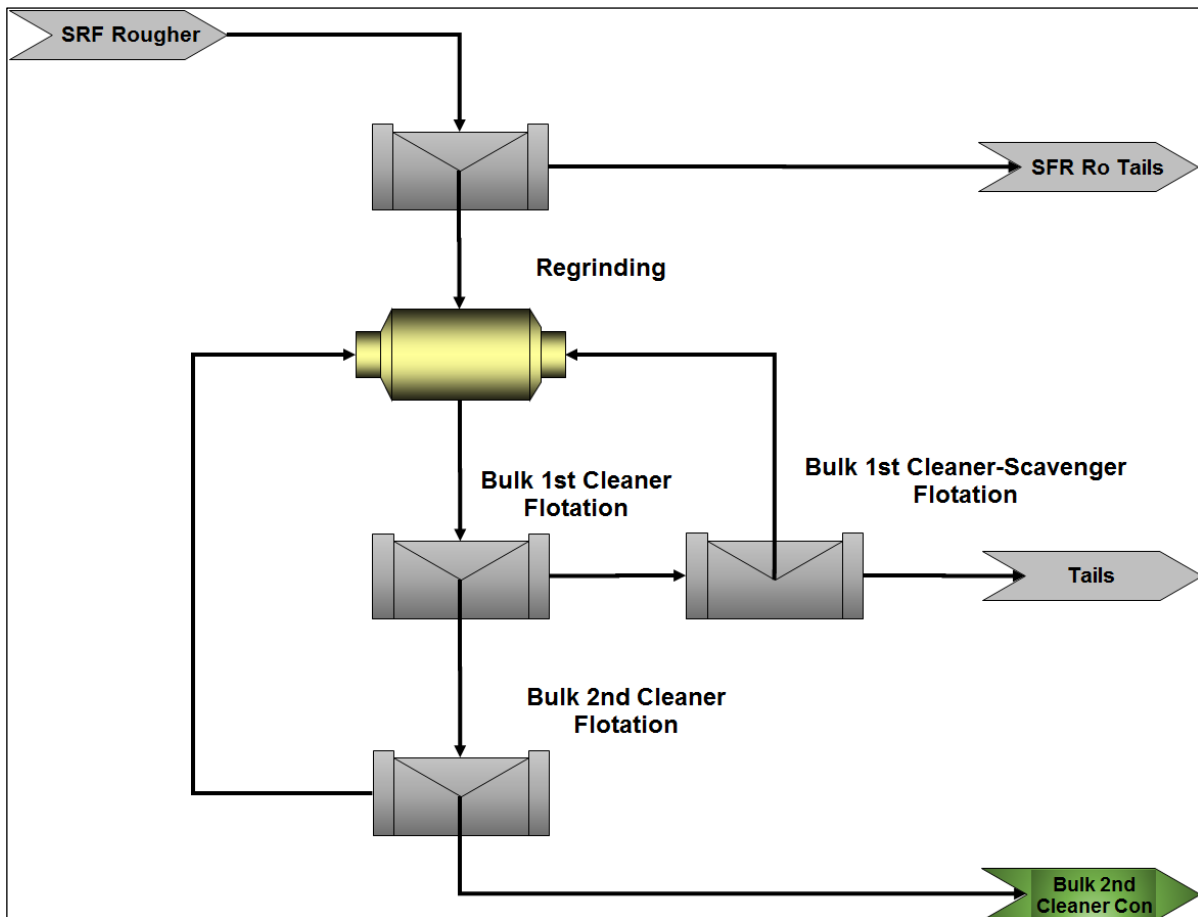 SRF Rougher
SFR Ro Tails
Regrinding
Bulk 1st Cleaner
Flotation
Bulk 1st Cleaner-Scavenger
Flotation
Tails
Bulk 2nd Cleaner
Flotation
Bulk 2nd
Cleaner Con